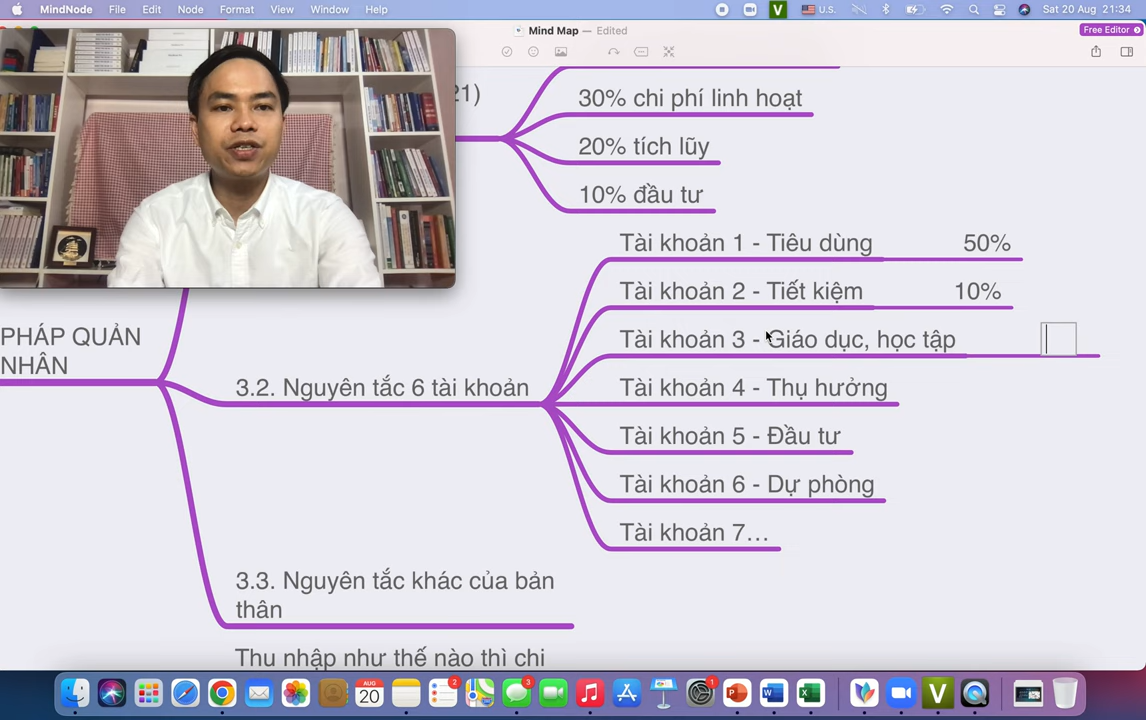 MindNode File Edit Node Format View Window Help
V U.S. Sat 20 Aug 21:34
Mind Map — Edited
Free Editor
21)
30% chi phí linh hoạt
20% tích lũy
10% đầu tư
Tài khoản 1 - Tiêu dùng 50%
Tài khoản 2 - Tiết kiệm 10%
Tài khoản 3 - Giáo dục, học tập
Tài khoản 4 - Thụ hưởng
Tài khoản 5 - Đầu tư
Tài khoản 6 - Dự phòng
Tài khoản 7...
PHÁP QUẢN
NHÂN
3.2. Nguyên tắc 6 tài khoản
3.3. Nguyên tắc khác của bản
thân
Thu nhập như thế nào thì chi
AUG
20
2
3
1
P
W
X
V